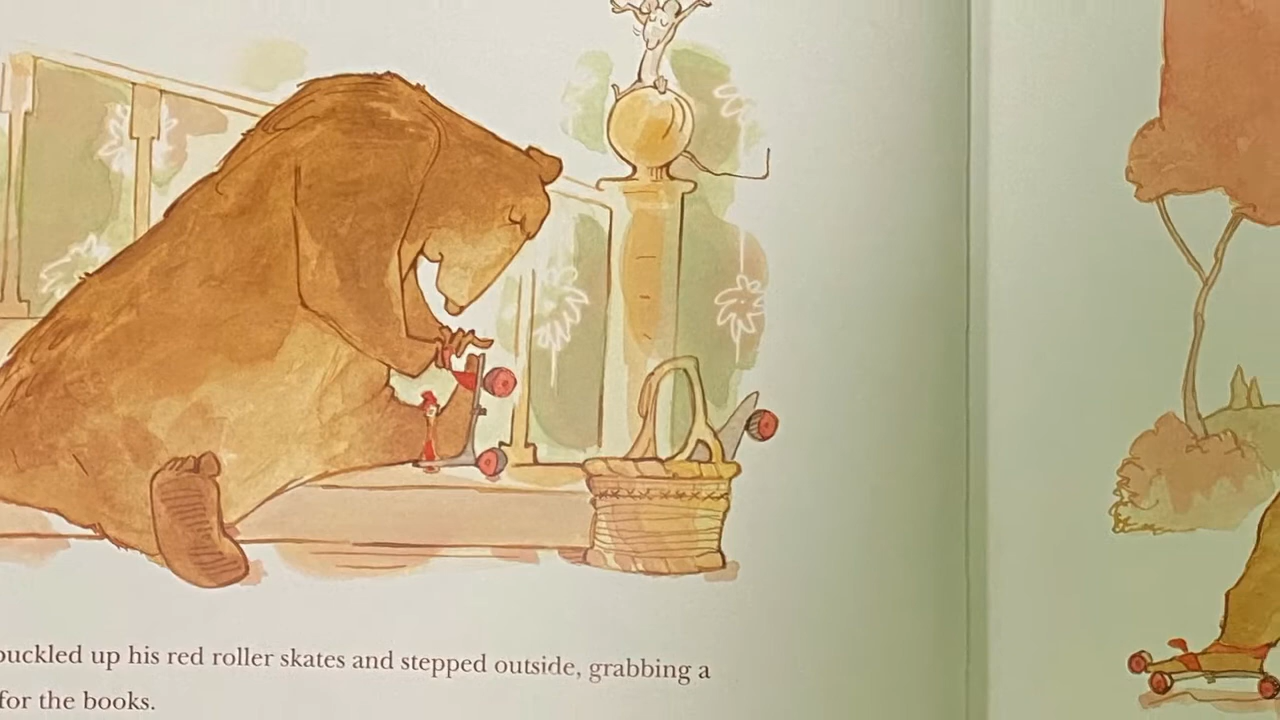 buckled up his red roller skates and stepped outside, grabbing a
for the books.